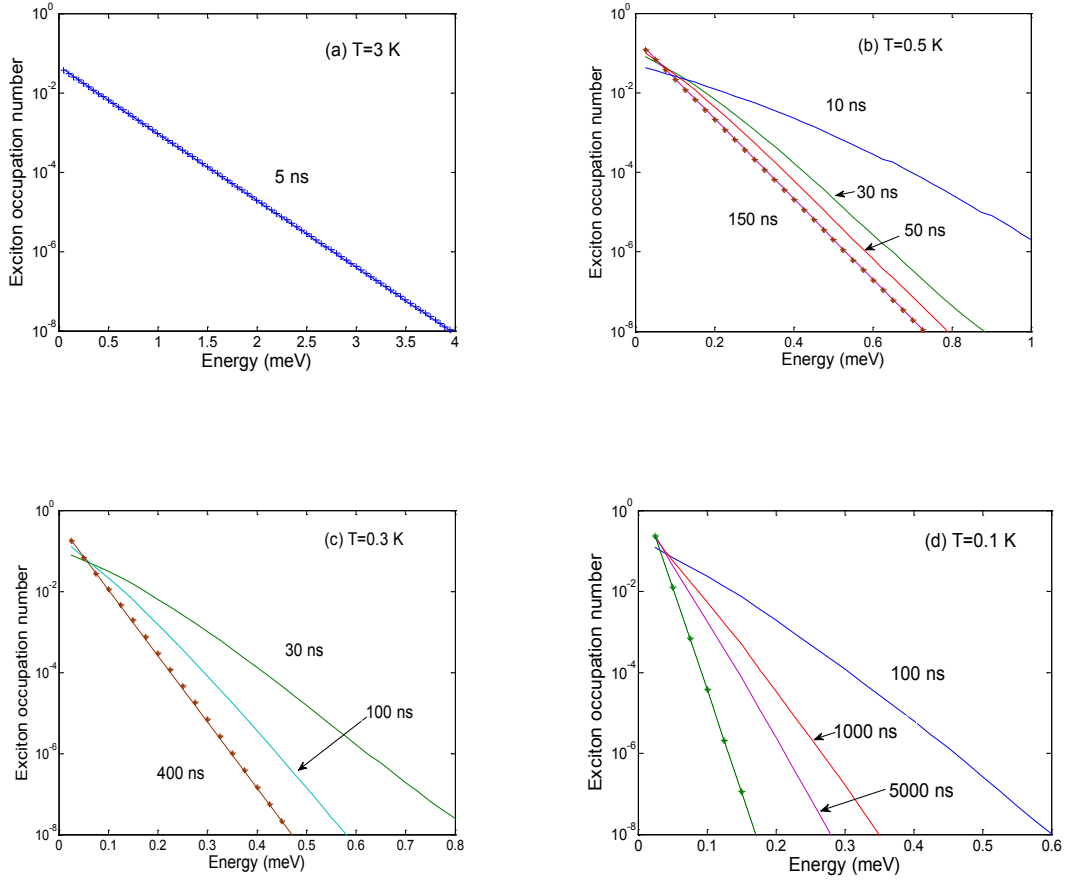 (a) T=3 K
Exciton occupation number
10^0
10^-2
10^-4
10^-6
10^-8
5 ns
0 0.5 1 1.5 2 2.5 3 3.5 4
Energy (meV)
(b) T=0.5 K
Exciton occupation number
10^0
10^-2
10^-4
10^-6
10^-8
10 ns
30 ns
50 ns
150 ns
0.2 0.4 0.6 0.8 1
Energy (meV)
(c) T=0.3 K
Exciton occupation number
10^0
10^-2
10^-4
10^-6
10^-8
30 ns
100 ns
400 ns
0 0.1 0.2 0.3 0.4 0.5 0.6 0.7 0.8
Energy (meV)
(d) T=0.1 K
Exciton occupation number
10^0
10^-2
10^-4
10^-6
10^-8
100 ns
1000 ns
5000 ns
0 0.1 0.2 0.3 0.4 0.5 0.6
Energy (meV)